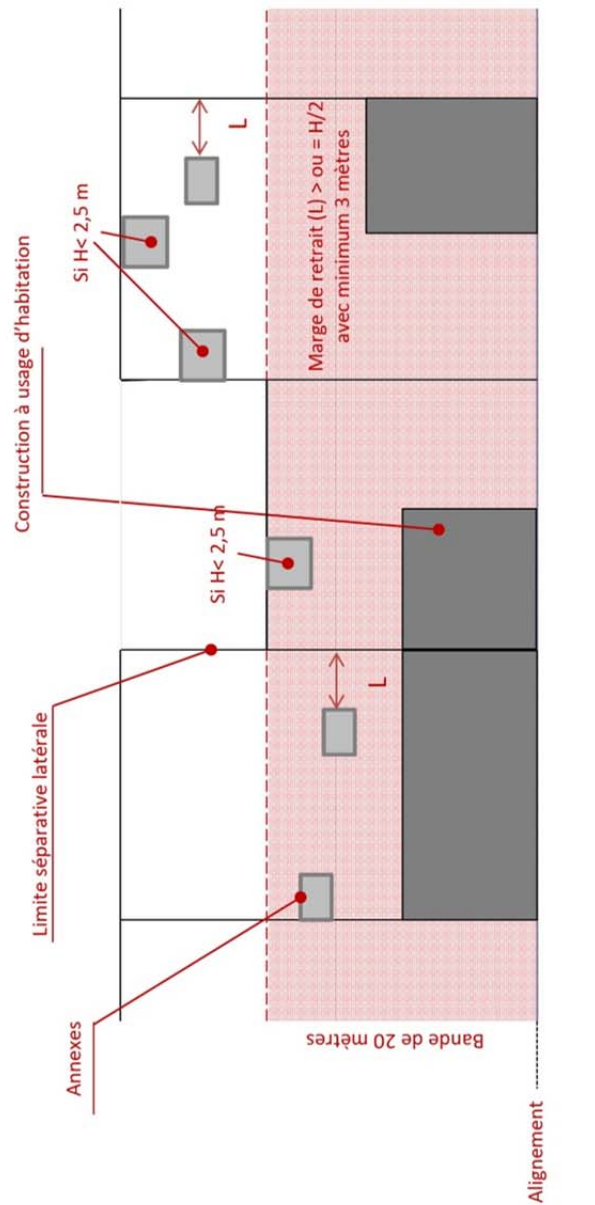 Annexes
Limite séparative latérale
Construction à usage d'habitation
Si H< 2,5 m
Si H< 2,5 m
L
L
Marge de retrait (L) > ou = H/2
avec minimum 3 mètres
Bande de 20 mètres
Alignement